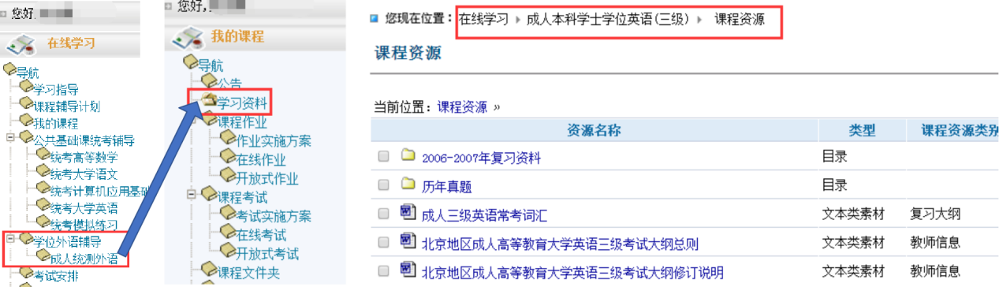 您好,
在线学习
导航
学习指导
课程辅导计划
我的课程
公共基础课统考辅导
统考高等数学
统考大学语文
统考计算机应用基础
统考大学英语
统考模拟练习
学位外语辅导
成人统测外语
考试安排
您好,
我的课程
导航
公告
学习资料
课程作业
作业实施方案
在线作业
开放式作业
课程考试
考试实施方案
在线考试
开放式考试
课程文件夹
您现在位置：在线学习 成人本科学士学位英语(三级) 课程资源
课程资源
当前位置：课程资源 »
资源名称 类型 课程资源类别
2006-2007年复习资料 目录
历年真题 目录
成人三级英语常考词汇 文本类素材 复习大纲
北京地区成人高等教育大学英语三级考试大纲总则 文本类素材 教师信息
北京地区成人高等教育大学英语三级考试大纲修订说明 文本类素材 教师信息